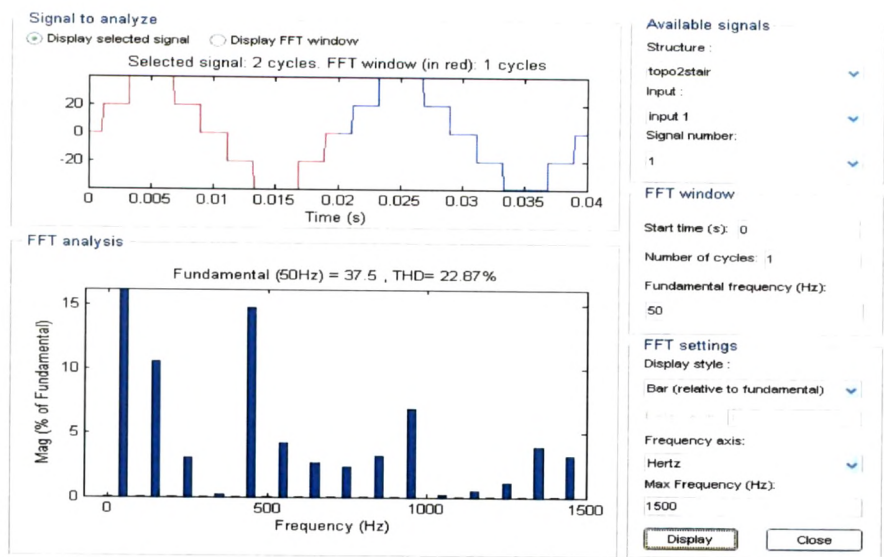 Signal to analyze
Display selected signal Display FFT window
Selected signal: 2 cycles. FFT window (in red): 1 cycles
20
0
-20
0 0.005 0.01 0.015 0.02 0.025 0.03 0.035 0.04
Time (s)
FFT analysis
Fundamental (50Hz) = 37.5 , THD= 22.87%
15
10
5
0
Mag (% of Fundamental)
0 500 1000 1500
Frequency (Hz)
Available signals
Structure :
topo2stair
Input :
input 1
Signal number:
1
FFT window
Start time (s): 0
Number of cycles: 1
Fundamental frequency (Hz):
50
FFT settings
Display style :
Bar (relative to fundamental)
Frequency axis:
Hertz
Max Frequency (Hz):
1500
Display Close